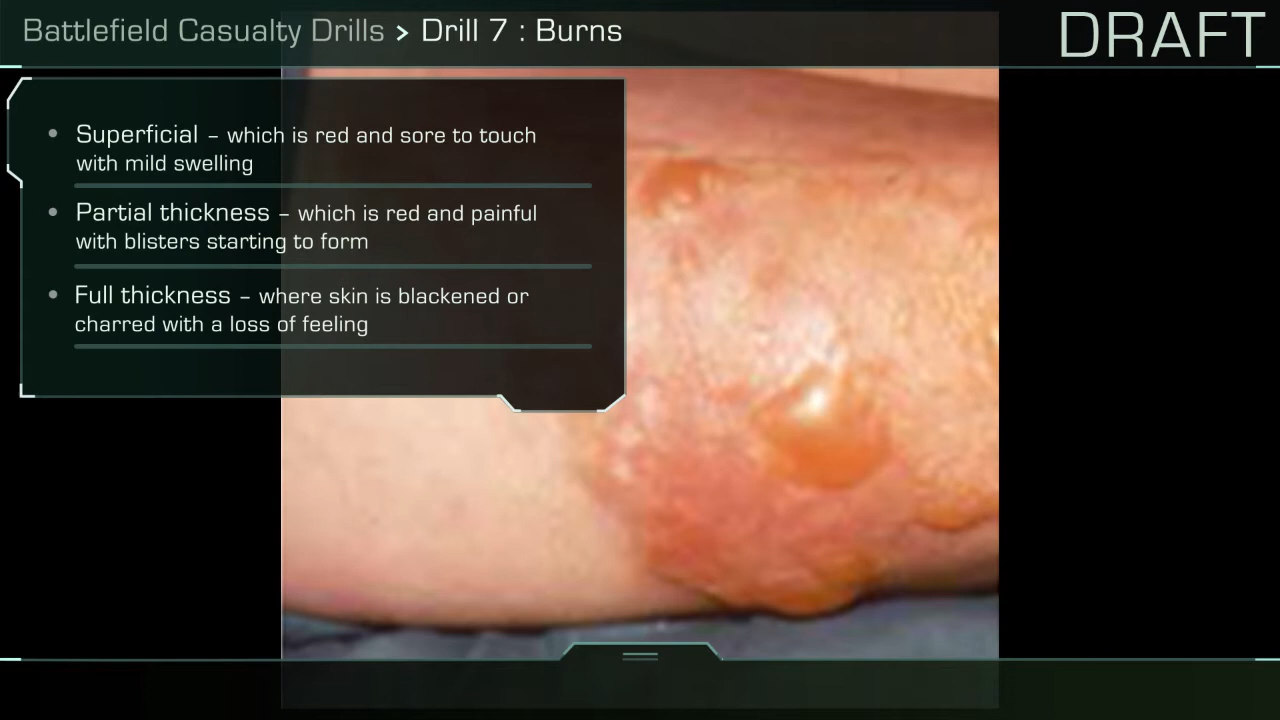 Battlefield Casualty Drills > Drill 7 : Burns
DRAFT
• Superficial – which is red and sore to touch
with mild swelling
• Partial thickness – which is red and painful
with blisters starting to form
• Full thickness – where skin is blackened or
charred with a loss of feeling